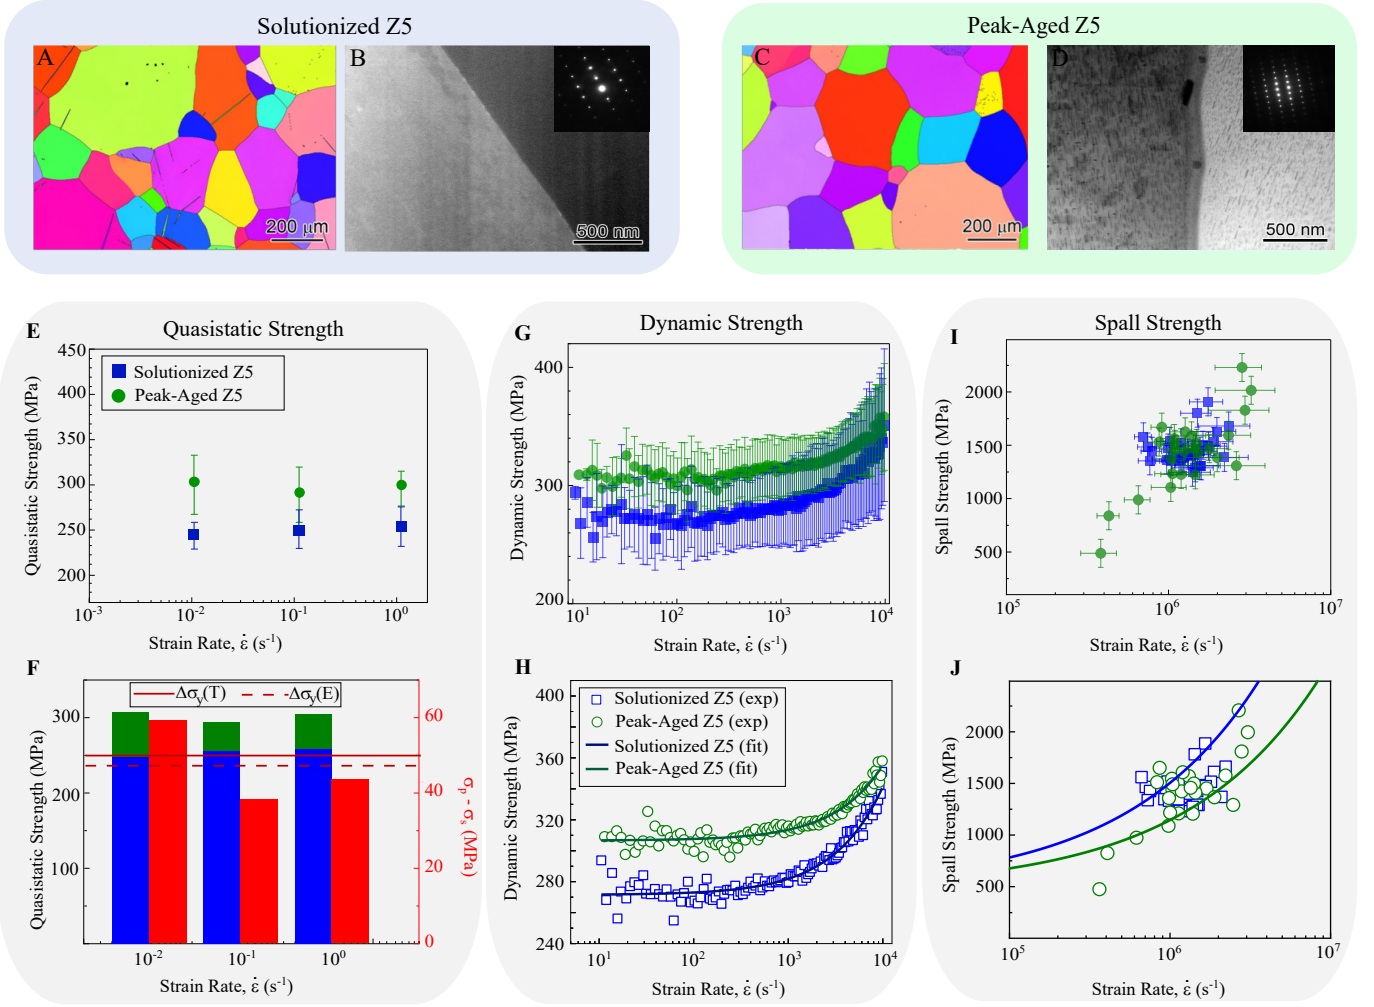 Solutionized Z5
Peak-Aged Z5
A
200 μm
B
500 nm
C
200 μm
D
500 nm
E
Quasistatic Strength
Quasistatic Strength (MPa)
450
400
350
300
250
200
Solutionized Z5
Peak-Aged Z5
10⁻³ 10⁻² 10⁻¹ 10⁰
Strain Rate, ε̇ (s⁻¹)
F
Quasistatic Strength (MPa)
300
200
100
Δσy(T) Δσy(E)
60
40
20
0
σp - σs (MPa)
10⁻² 10⁻¹ 10⁰
Strain Rate, ε̇ (s⁻¹)
G
Dynamic Strength
Dynamic Strength (MPa)
400
300
200
10¹ 10² 10³ 10⁴
Strain Rate, ε̇ (s⁻¹)
H
Dynamic Strength (MPa)
400
360
320
280
240
Solutionized Z5 (exp)
Peak-Aged Z5 (exp)
Solutionized Z5 (fit)
Peak-Aged Z5 (fit)
10¹ 10² 10³ 10⁴
Strain Rate, ε̇ (s⁻¹)
I
Spall Strength
Spall Strength (MPa)
2000
1500
1000
500
10⁵ 10⁶ 10⁷
Strain Rate, ε̇ (s⁻¹)
J
Spall Strength (MPa)
2000
1500
1000
500
10⁵ 10⁶ 10⁷
Strain Rate, ε̇ (s⁻¹)